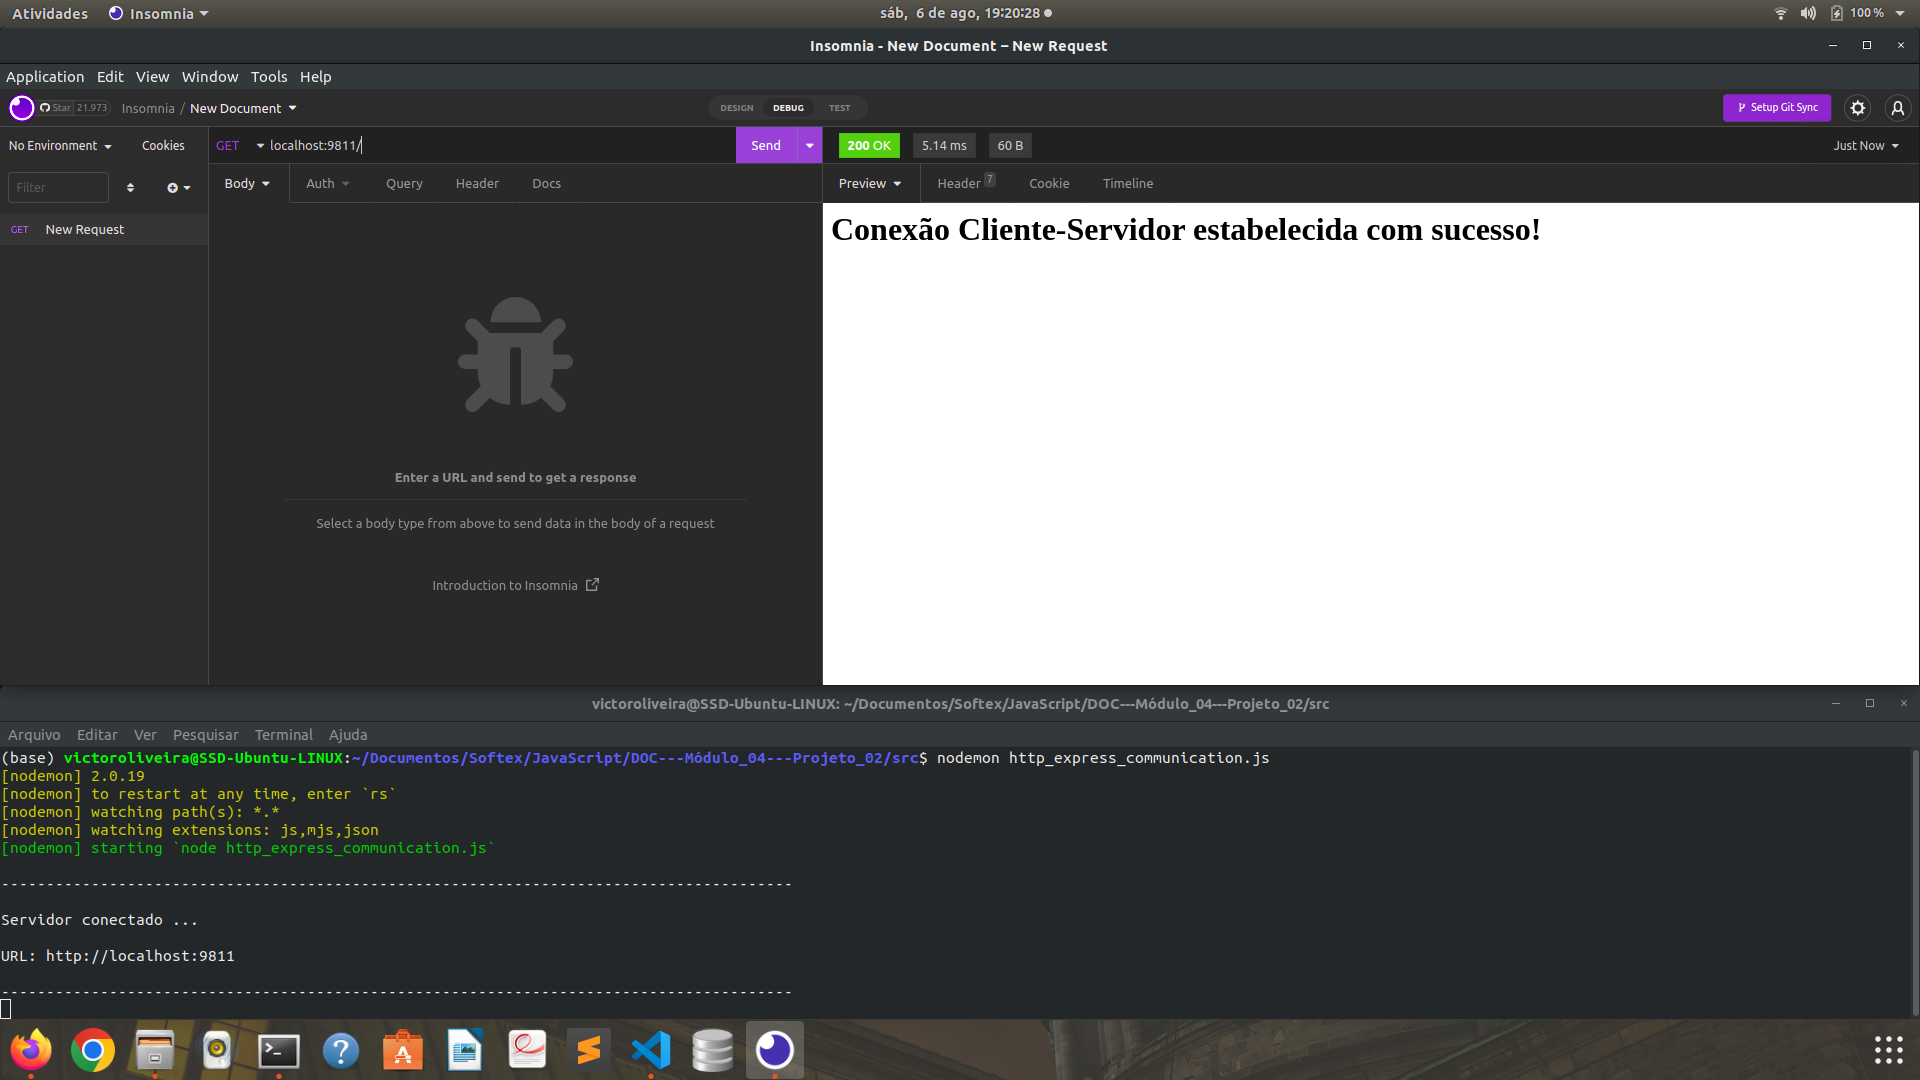 Atividades Insomnia sáb, 6 de ago, 19:20:28 100 %
Insomnia - New Document – New Request
Application Edit View Window Tools Help
Star 21.973 Insomnia / New Document DESIGN DEBUG TEST Setup Git Sync
No Environment Cookies GET localhost:9811/ Send 200 OK 5.14 ms 60 B Just Now
Filter Body Auth Query Header Docs Preview Header 7 Cookie Timeline
GET New Request
Conexão Cliente-Servidor estabelecida com sucesso!
Enter a URL and send to get a response
Select a body type from above to send data in the body of a request
Introduction to Insomnia
victoroliveira@SSD-Ubuntu-LINUX: ~/Documentos/Softex/JavaScript/DOC---Módulo_04---Projeto_02/src
Arquivo Editar Ver Pesquisar Terminal Ajuda
(base) victoroliveira@SSD-Ubuntu-LINUX:~/Documentos/Softex/JavaScript/DOC---Módulo_04---Projeto_02/src$ nodemon http_express_communication.js
[nodemon] 2.0.19
[nodemon] to restart at any time, enter `rs`
[nodemon] watching path(s): *.*
[nodemon] watching extensions: js,mjs,json
[nodemon] starting `node http_express_communication.js`
----------------------------------------------------------------------------------------
Servidor conectado ...
URL: http://localhost:9811
----------------------------------------------------------------------------------------